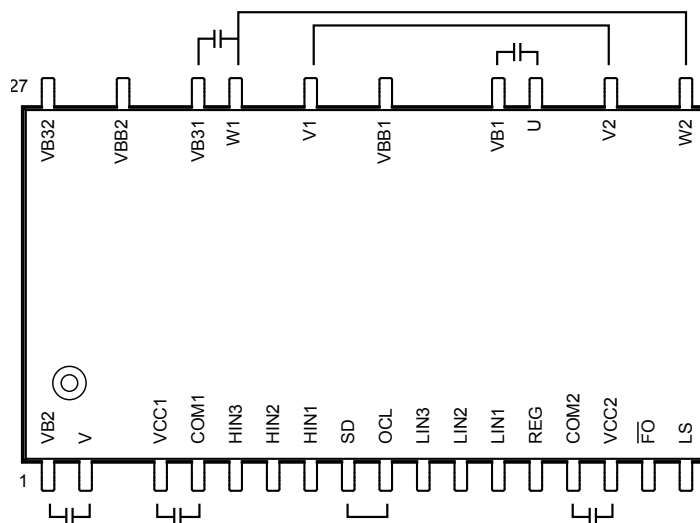 27
VB32
VBB2
VB31
W1
V1
VBB1
VB1
U
V2
W2
VB2
V
VCC1
COM1
HIN3
HIN2
HIN1
SD
OCL
LIN3
LIN2
LIN1
REG
COM2
VCC2
F̅O̅
LS
1